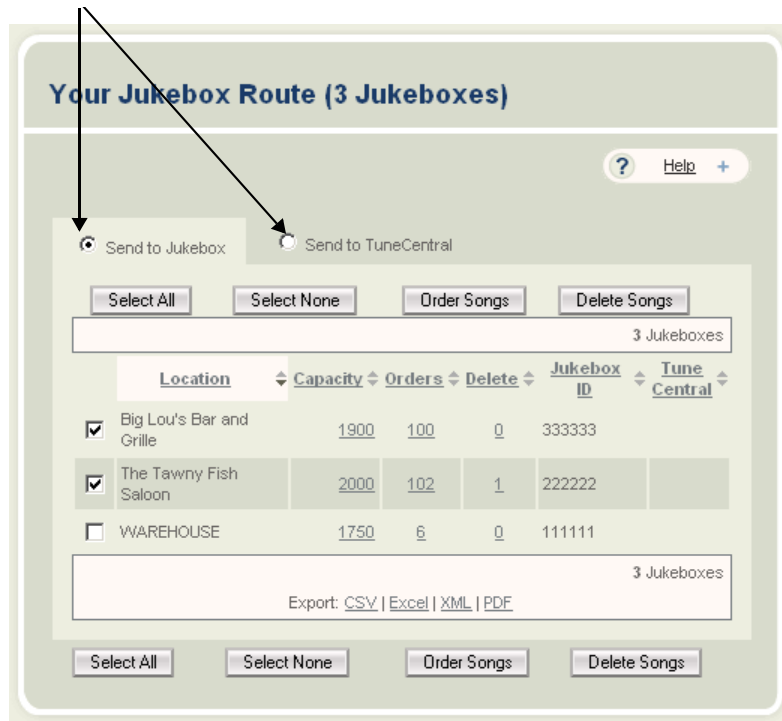 Your Jukebox Route (3 Jukeboxes)
? Help +
Send to Jukebox Send to TuneCentral
Select All Select None Order Songs Delete Songs
3 Jukeboxes
Location Capacity Orders Delete Jukebox ID Tune Central
Big Lou's Bar and
Grille 1900 100 0 333333
The Tawny Fish
Saloon 2000 102 1 222222
WAREHOUSE 1750 6 0 111111
3 Jukeboxes
Export: CSV | Excel | XML | PDF
Select All Select None Order Songs Delete Songs